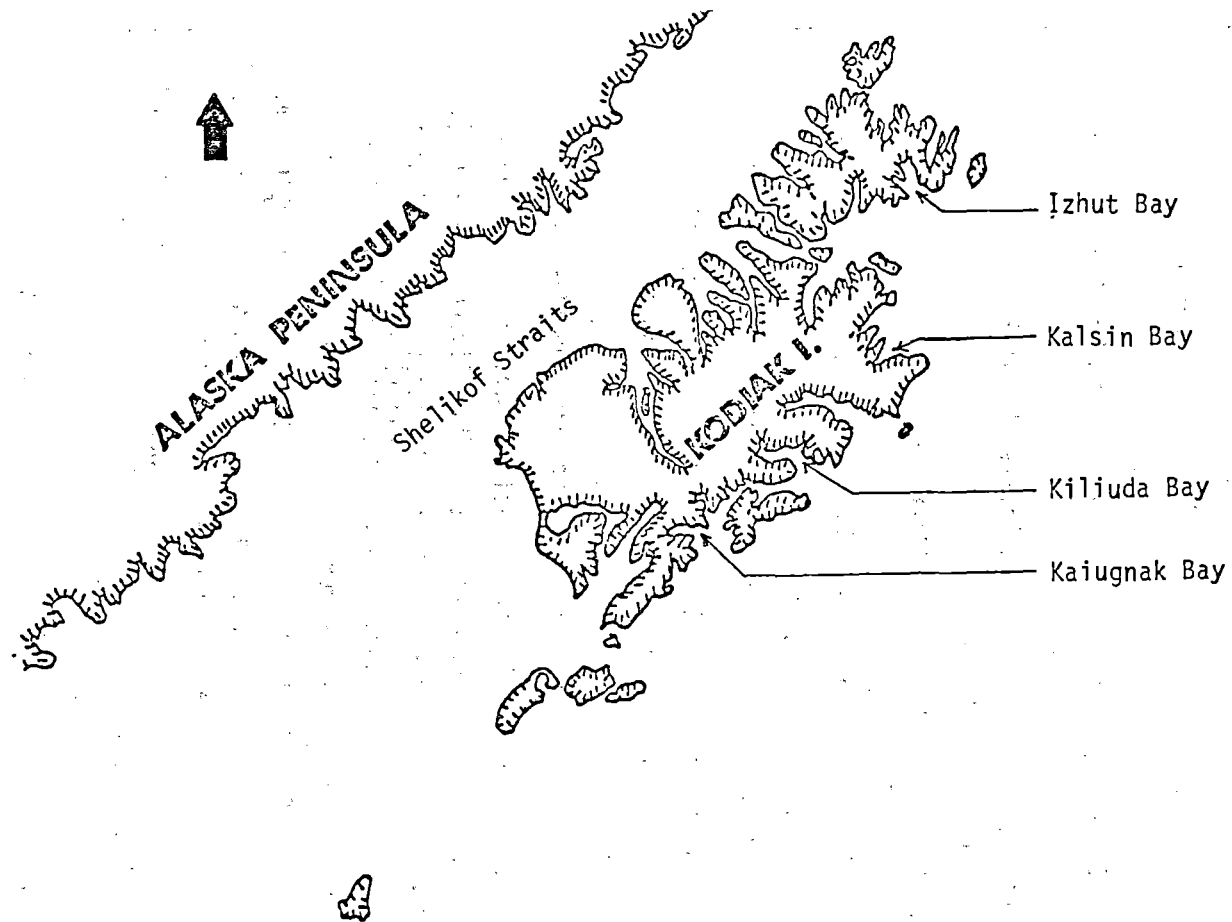 Izhut Bay
ALASKA PENINSULA
Shelikof Straits
Kalsin Bay
KODIAK I.
Kiliuda Bay
Kaiugnak Bay